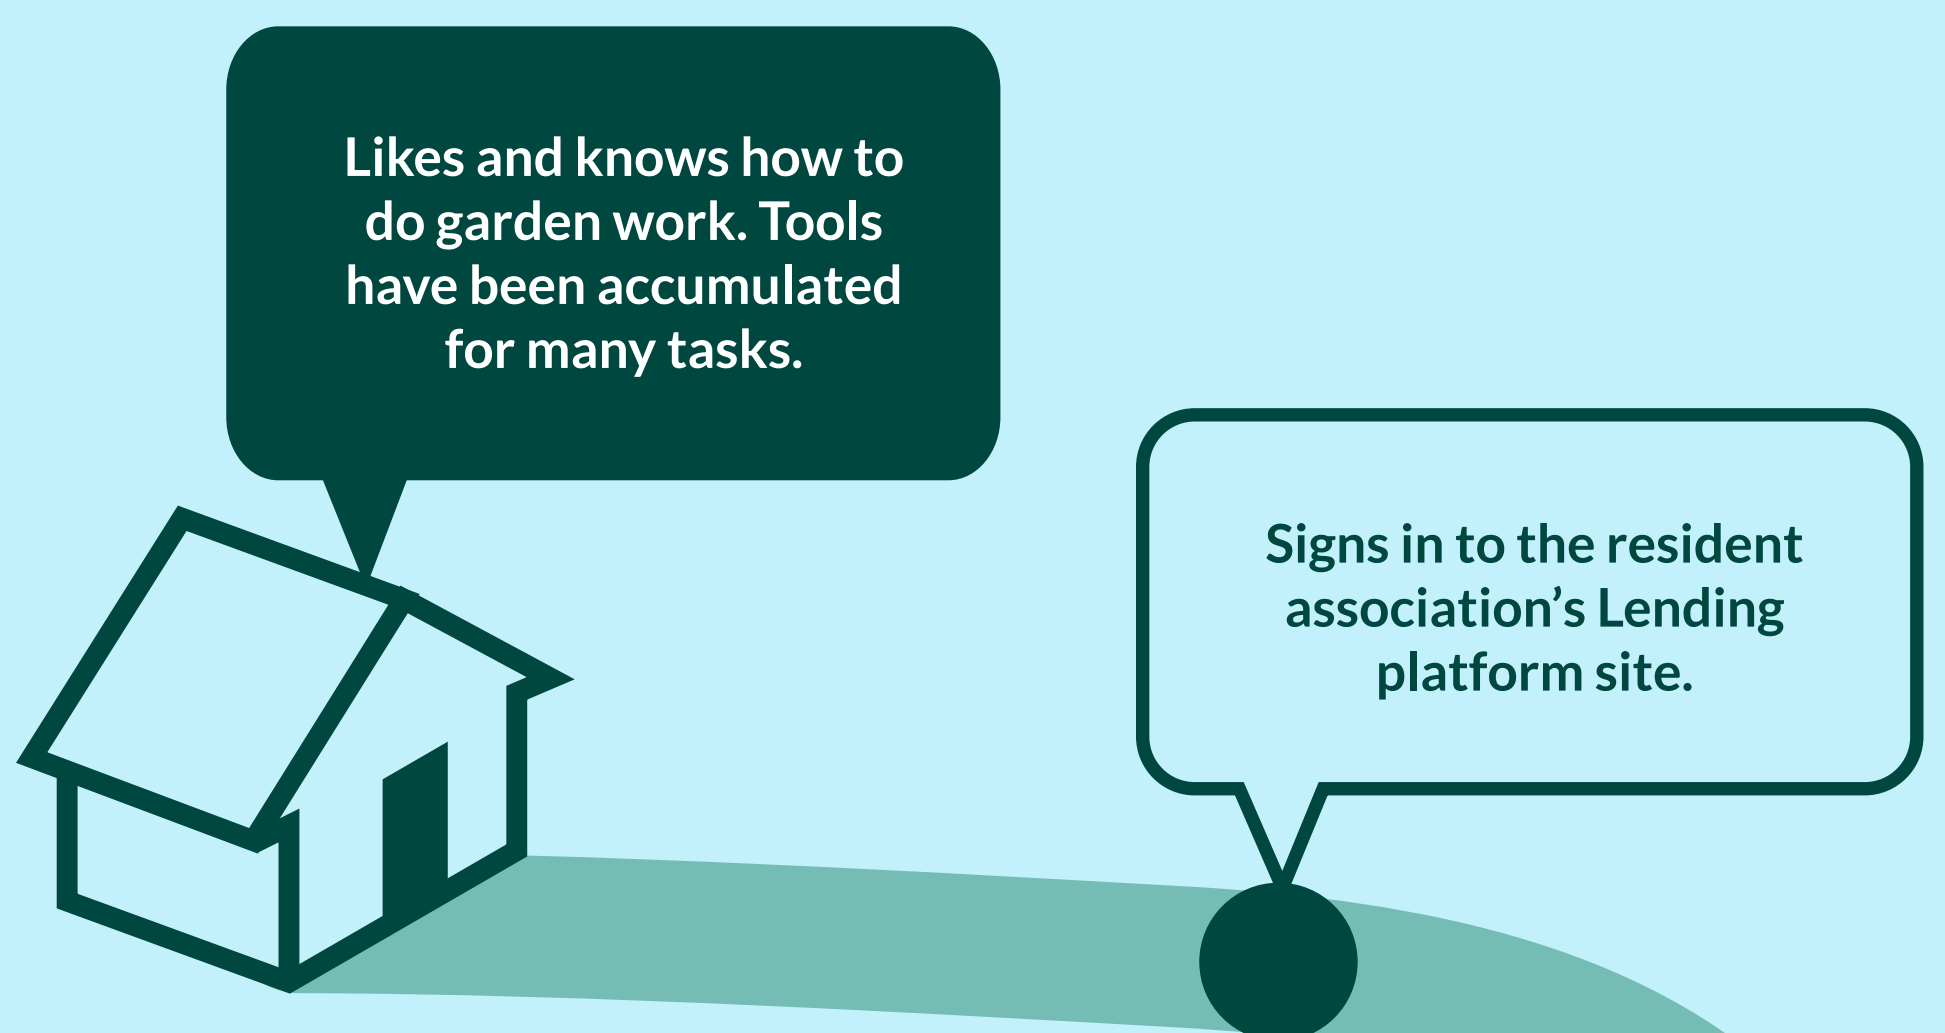 Likes and knows how to
do garden work. Tools
have been accumulated
for many tasks.
Signs in to the resident
association’s Lending
platform site.